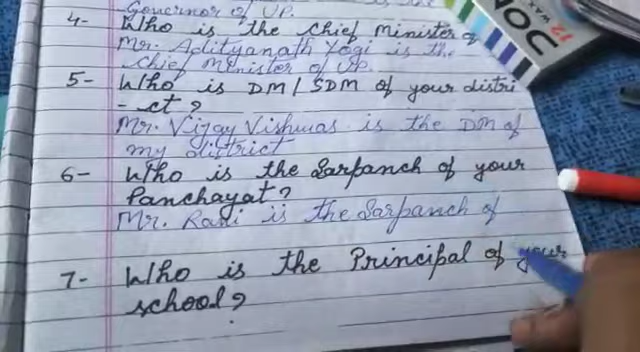 Governor of UP.
4- Who is the Chief Minister of
Mr. Adityanath Yogi is the
Chief Minister of UP.
5- Who is DM/SDM of your distri
- ct ?
Mr. Vijay Vishwas is the DM of
my district
6- Who is the Sarpanch of your
Panchayat?
Mr. Ravi is the Sarpanch of
7- Who is the Principal of your
school?
12 WAX